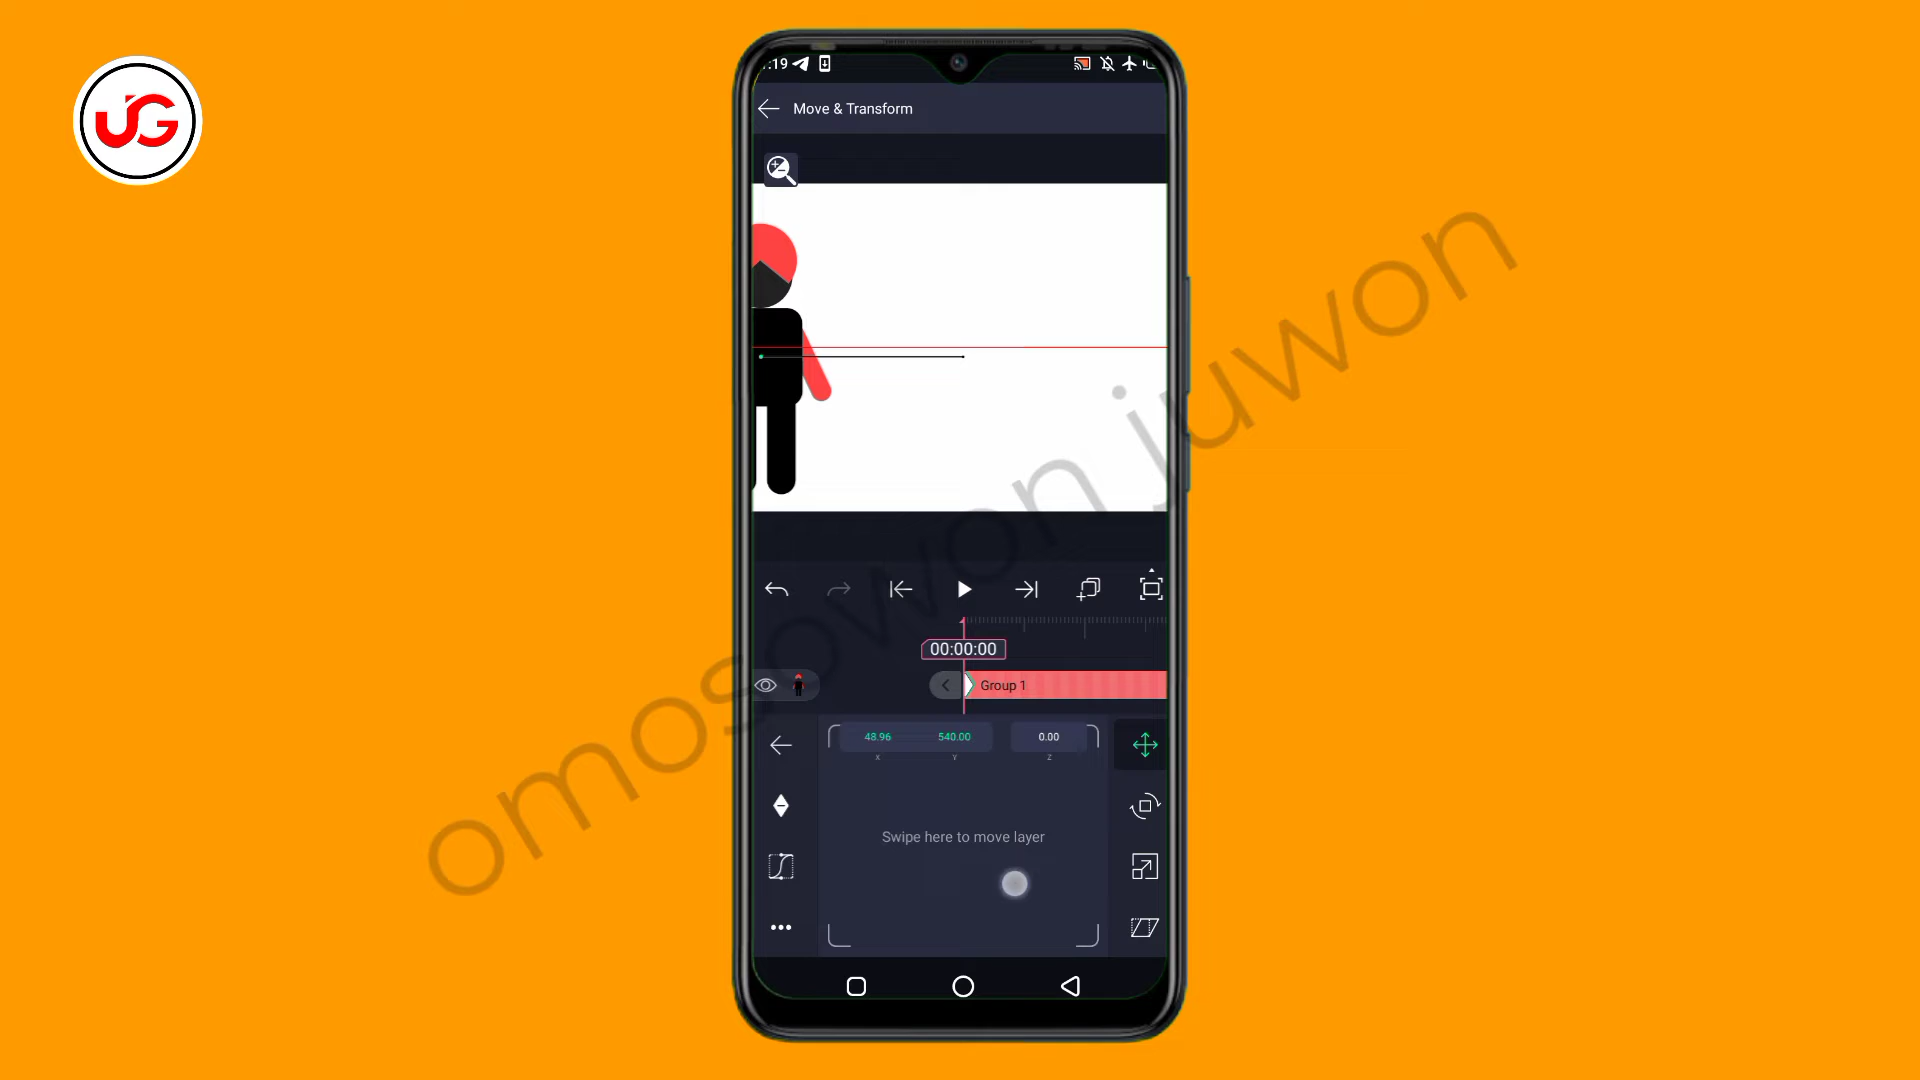 UJG
:19
Move & Transform
omosowon juwon
00:00:00
Group 1
48.96 540.00 0.00
X Y Z
Swipe here to move layer